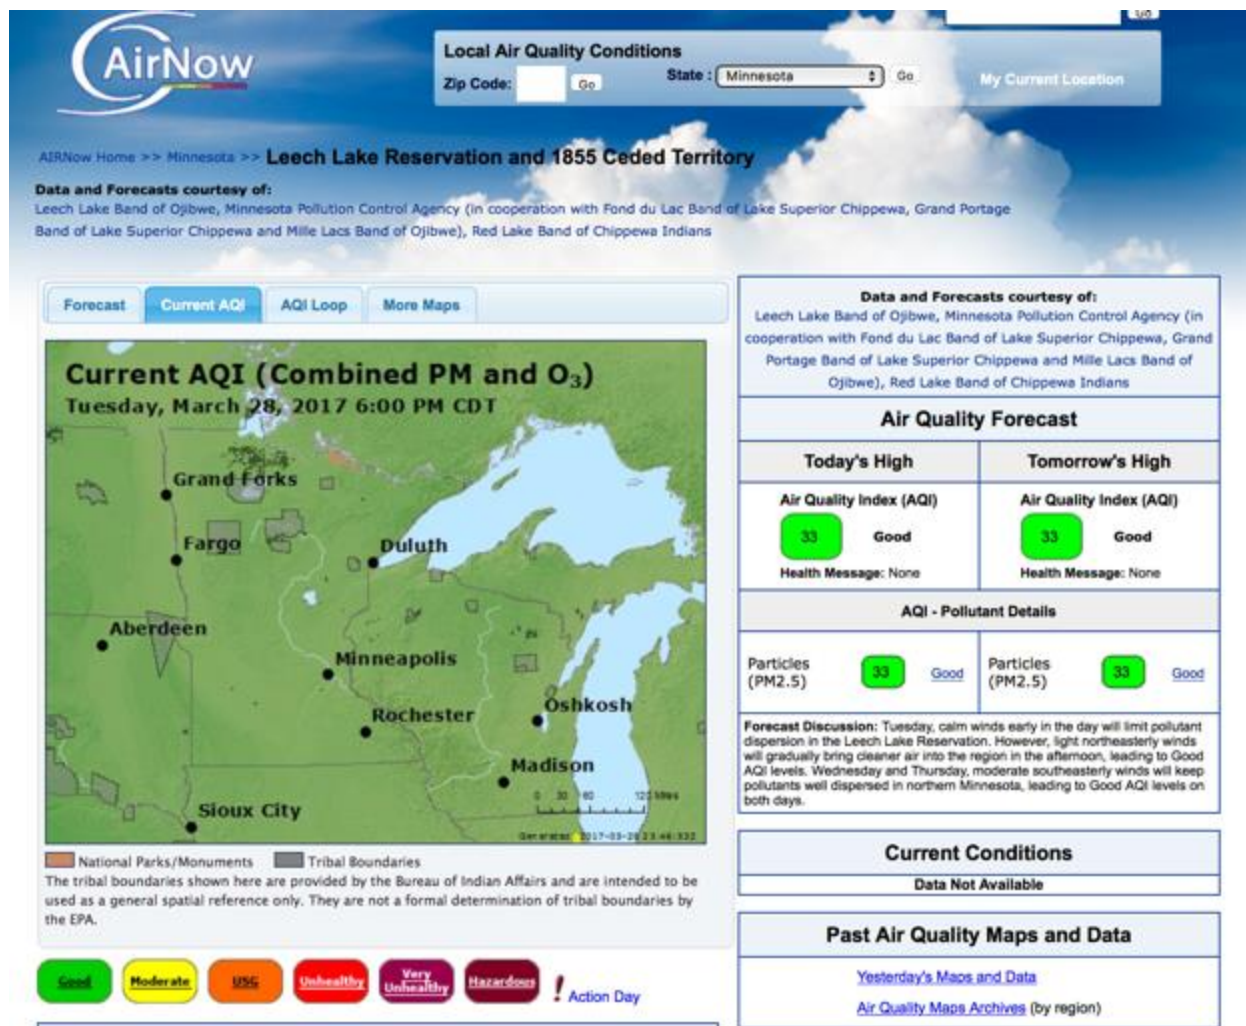 Go
AirNow
Local Air Quality Conditions
Zip Code:
Go
State :
Minnesota
Go
My Current Location
AIRNow Home >> Minnesota >> Leech Lake Reservation and 1855 Ceded Territory
Data and Forecasts courtesy of:
Leech Lake Band of Ojibwe, Minnesota Pollution Control Agency (in cooperation with Fond du Lac Band of Lake Superior Chippewa, Grand Portage
Band of Lake Superior Chippewa and Mille Lacs Band of Ojibwe), Red Lake Band of Chippewa Indians
Forecast
Current AQI
AQI Loop
More Maps
Current AQI (Combined PM and O₃)
Tuesday, March 28, 2017 6:00 PM CDT
Grand Forks
Fargo
Duluth
Aberdeen
Minneapolis
Oshkosh
Rochester
Madison
Sioux City
0 30 60 120 Miles
National Parks/Monuments
Tribal Boundaries
The tribal boundaries shown here are provided by the Bureau of Indian Affairs and are intended to be
used as a general spatial reference only. They are not a formal determination of tribal boundaries by
the EPA.
Good
Moderate
USG
Unhealthy
Very
Unhealthy
Hazardous
! Action Day
Data and Forecasts courtesy of:
Leech Lake Band of Ojibwe, Minnesota Pollution Control Agency (in
cooperation with Fond du Lac Band of Lake Superior Chippewa, Grand
Portage Band of Lake Superior Chippewa and Mille Lacs Band of
Ojibwe), Red Lake Band of Chippewa Indians
Air Quality Forecast
Today's High
Tomorrow's High
Air Quality Index (AQI)
33 Good
Health Message: None
Air Quality Index (AQI)
33 Good
Health Message: None
AQI - Pollutant Details
Particles
(PM2.5)
33
Good
Particles
(PM2.5)
33
Good
Forecast Discussion: Tuesday, calm winds early in the day will limit pollutant
dispersion in the Leech Lake Reservation. However, light northeasterly winds
will gradually bring cleaner air into the region in the afternoon, leading to Good
AQI levels. Wednesday and Thursday, moderate southeasterly winds will keep
pollutants well dispersed in northern Minnesota, leading to Good AQI levels on
both days.
Current Conditions
Data Not Available
Past Air Quality Maps and Data
Yesterday's Maps and Data
Air Quality Maps Archives (by region)